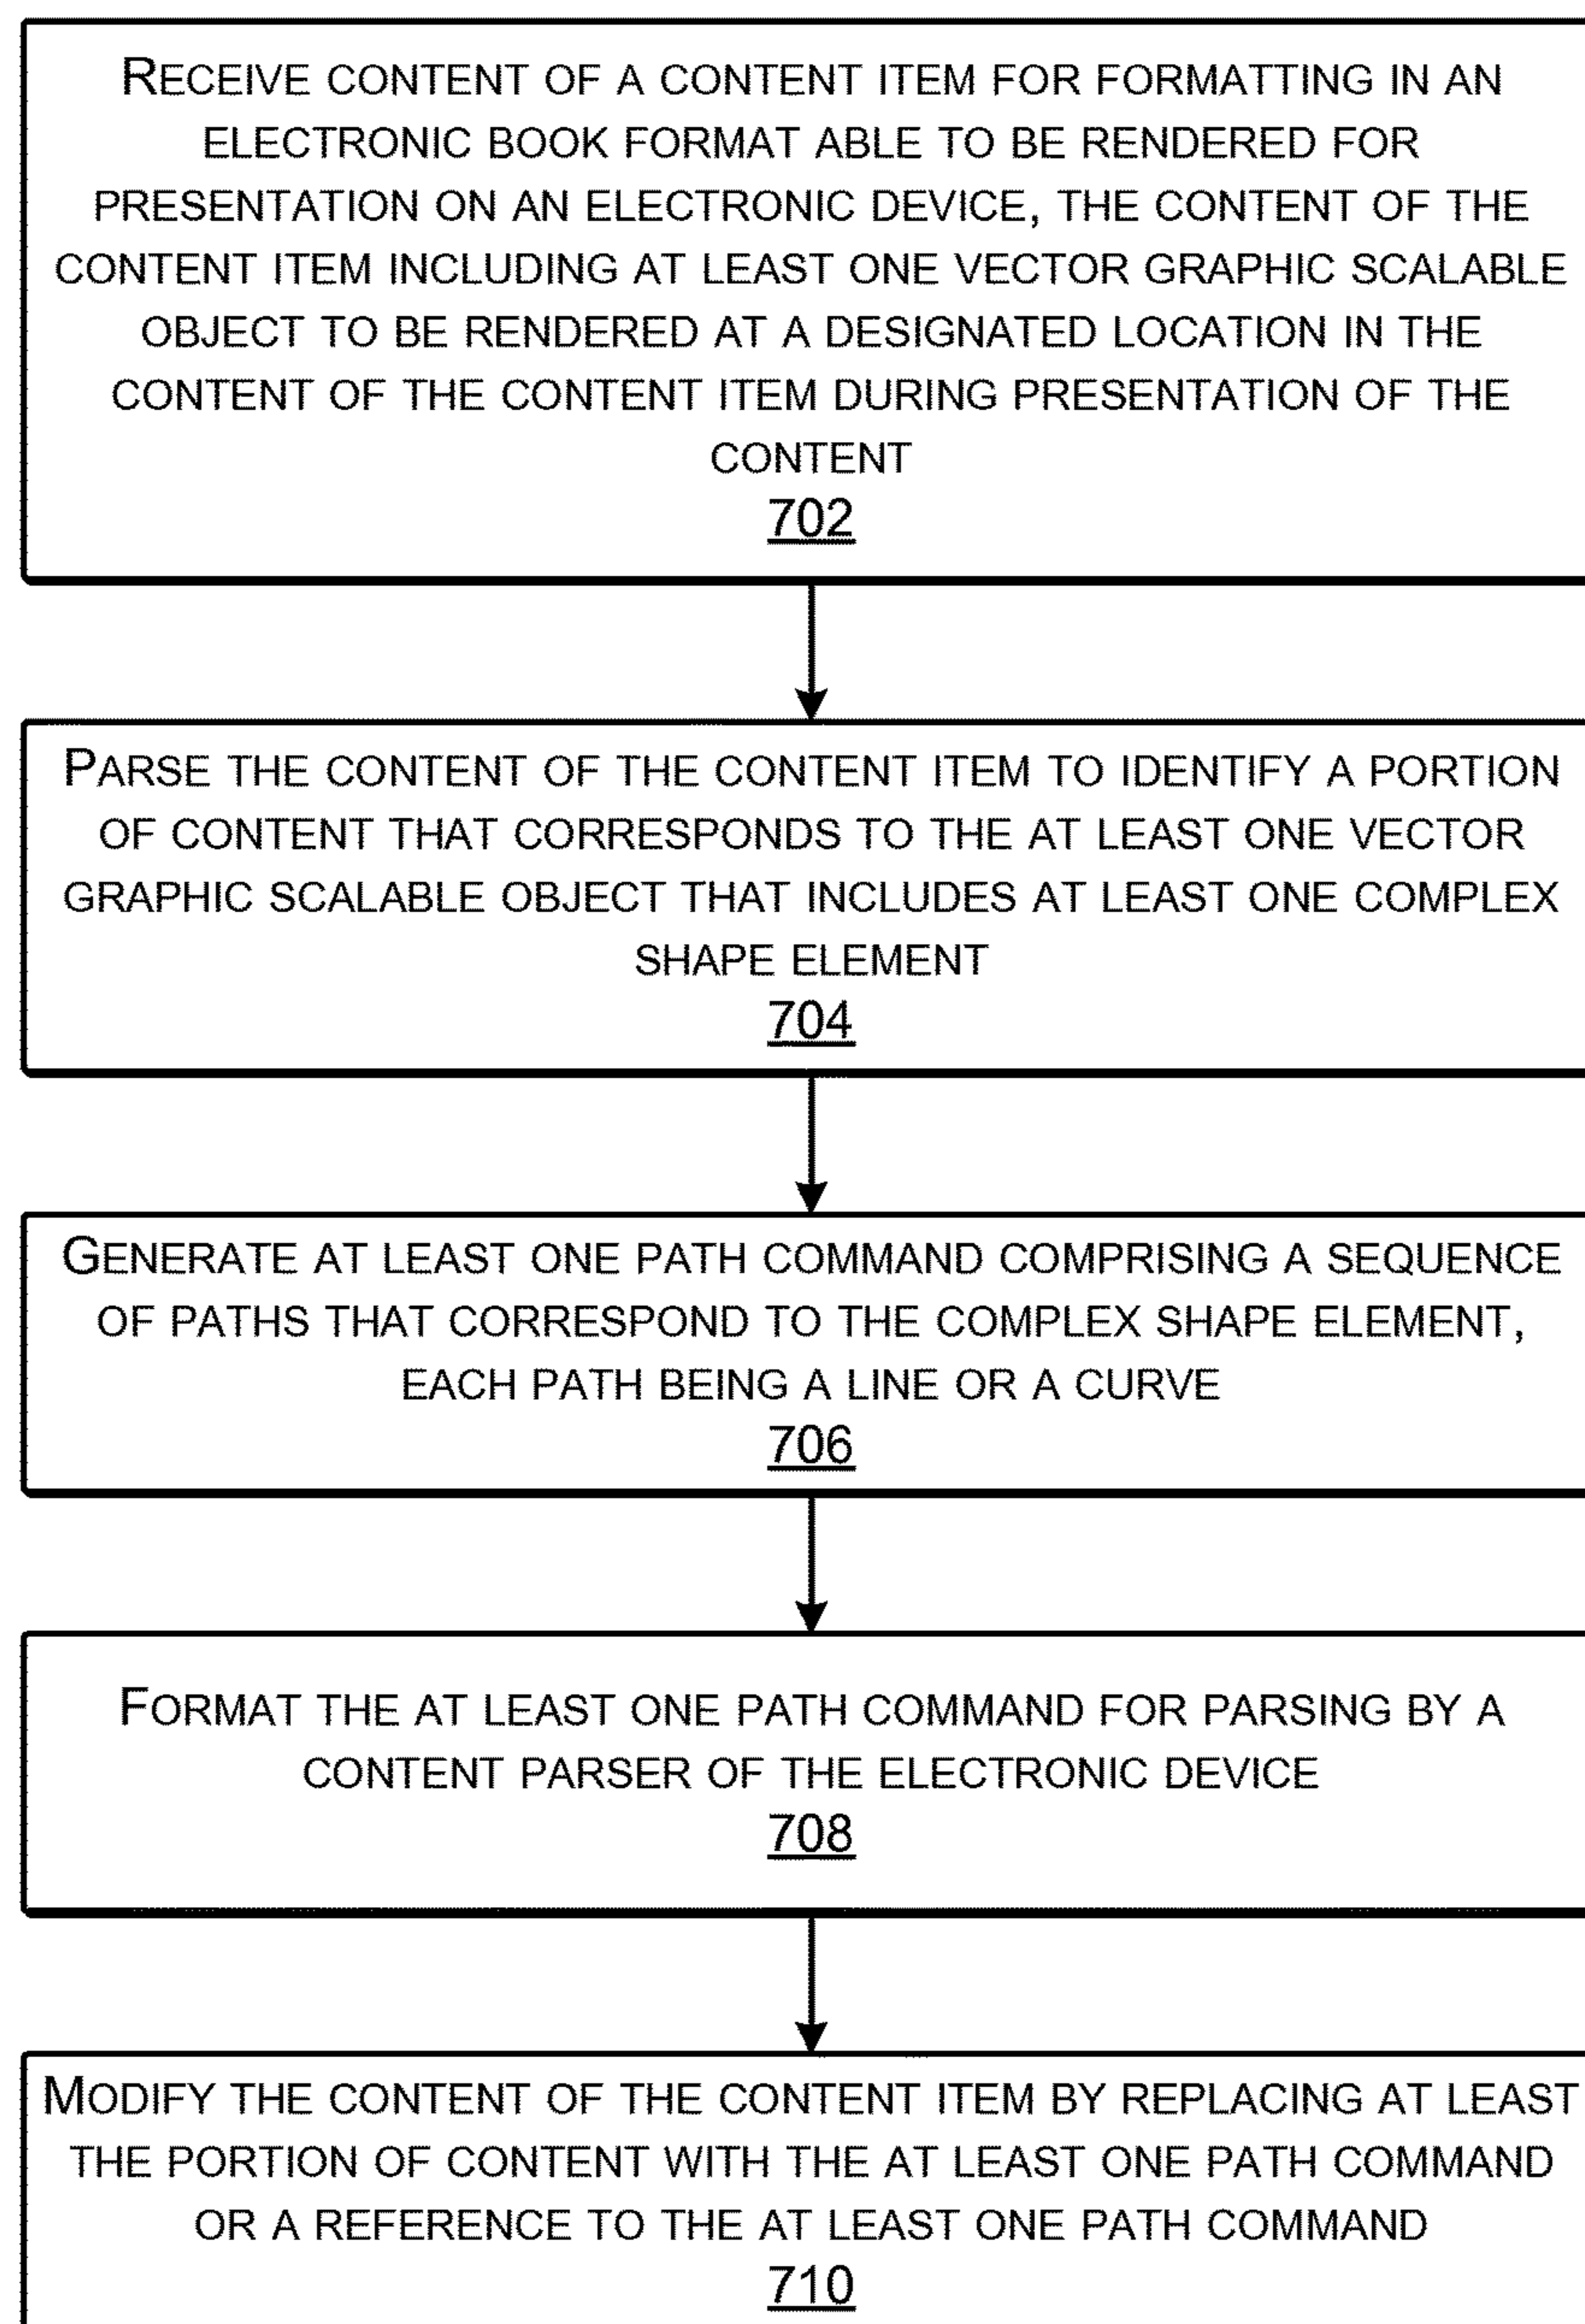 RECEIVE CONTENT OF A CONTENT ITEM FOR FORMATTING IN AN
ELECTRONIC BOOK FORMAT ABLE TO BE RENDERED FOR
PRESENTATION ON AN ELECTRONIC DEVICE, THE CONTENT OF THE
CONTENT ITEM INCLUDING AT LEAST ONE VECTOR GRAPHIC SCALABLE
OBJECT TO BE RENDERED AT A DESIGNATED LOCATION IN THE
CONTENT OF THE CONTENT ITEM DURING PRESENTATION OF THE
CONTENT
702
PARSE THE CONTENT OF THE CONTENT ITEM TO IDENTIFY A PORTION
OF CONTENT THAT CORRESPONDS TO THE AT LEAST ONE VECTOR
GRAPHIC SCALABLE OBJECT THAT INCLUDES AT LEAST ONE COMPLEX
SHAPE ELEMENT
704
GENERATE AT LEAST ONE PATH COMMAND COMPRISING A SEQUENCE
OF PATHS THAT CORRESPOND TO THE COMPLEX SHAPE ELEMENT,
EACH PATH BEING A LINE OR A CURVE
706
FORMAT THE AT LEAST ONE PATH COMMAND FOR PARSING BY A
CONTENT PARSER OF THE ELECTRONIC DEVICE
708
MODIFY THE CONTENT OF THE CONTENT ITEM BY REPLACING AT LEAST
THE PORTION OF CONTENT WITH THE AT LEAST ONE PATH COMMAND
OR A REFERENCE TO THE AT LEAST ONE PATH COMMAND
710